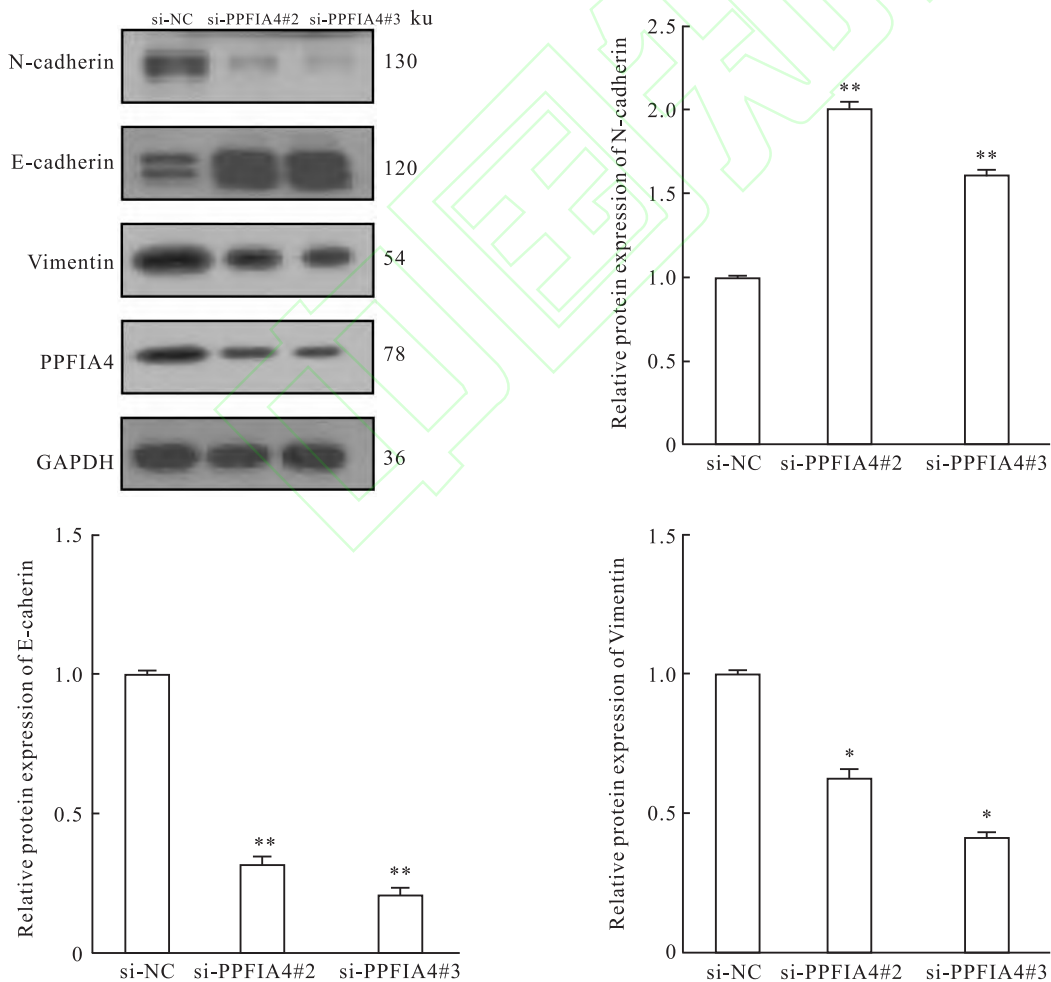 si-NC si-PPFIA4#2 si-PPFIA4#3 ku
N-cadherin 130
E-cadherin 120
Vimentin 54
PPFIA4 78
GAPDH 36
Relative protein expression of N-cadherin
2.5
2.0
1.5
1.0
0.5
0
**
**
si-NC si-PPFIA4#2 si-PPFIA4#3
Relative protein expression of E-caherin
1.5
1.0
0.5
0
**
**
si-NC si-PPFIA4#2 si-PPFIA4#3
Relative protein expression of Vimentin
1.5
1.0
0.5
0
*
*
si-NC si-PPFIA4#2 si-PPFIA4#3